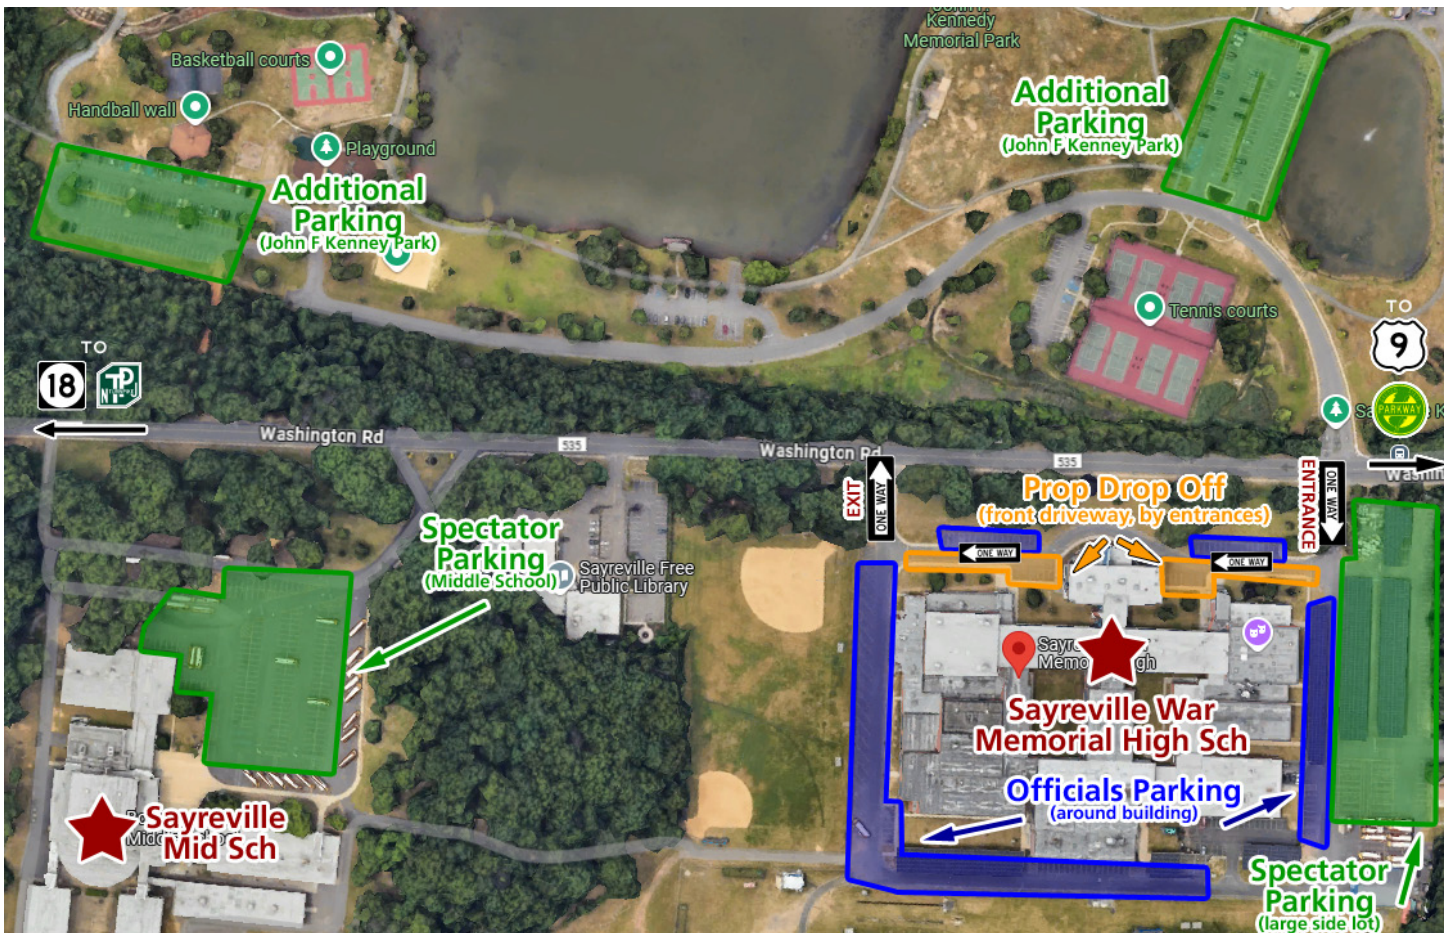 Kennedy
Memorial Park
Basketball courts
Handball wall
Playground
Additional
Parking
(John F Kenney Park)
Additional
Parking
(John F Kenney Park)
Tennis courts
TO
9
PARKWAY
TO
18
Washington Rd
535
Washington Rd
535
EXIT
ONE WAY
ENTRANCE
ONE WAY
Prop Drop Off
(front driveway, by entrances)
ONE WAY
ONE WAY
Spectator
Parking
(Middle School)
Sayreville Free
Public Library
Sayreville War
Memorial High Sch
Officials Parking
(around building)
Sayreville
Mid Sch
Spectator
Parking
(large side lot)